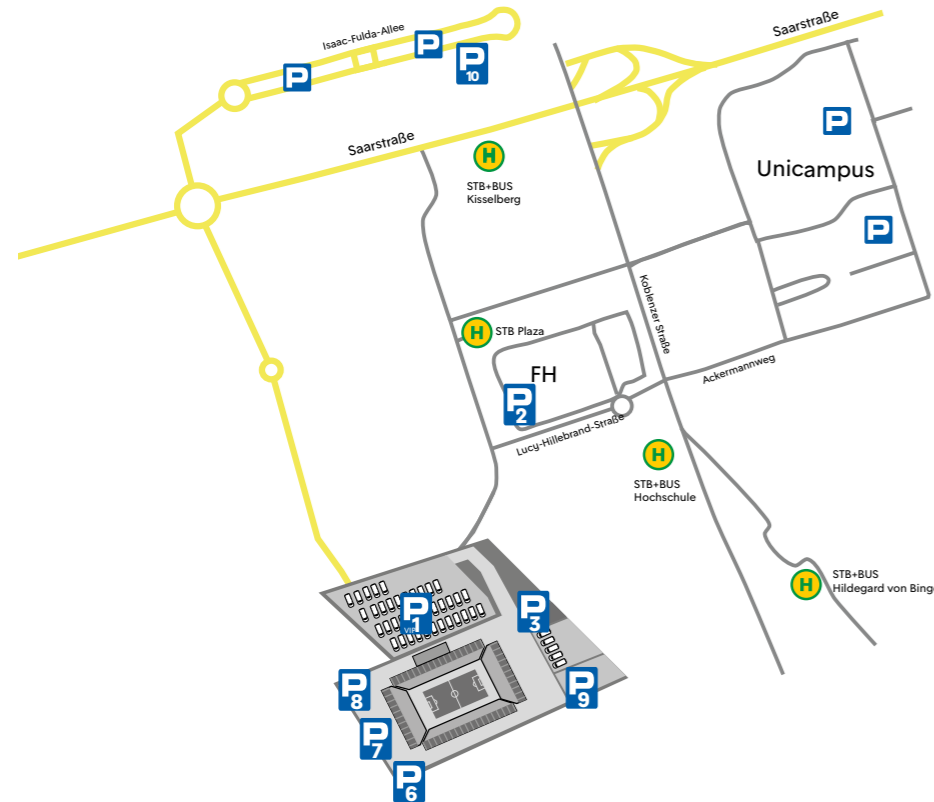 Isaac-Fulda-Allee
P
P
P
10
Saarstraße
Saarstraße
H
STB+BUS
Kisselberg
P
Unicampus
P
Koblenzer Straße
H
STB Plaza
FH
P
2
Ackermannweg
Lucy-Hillebrand-Straße
H
STB+BUS
Hochschule
H
STB+BUS
Hildegard von Bing
P
1
VIP
P
3
P
8
P
9
P
7
P
6